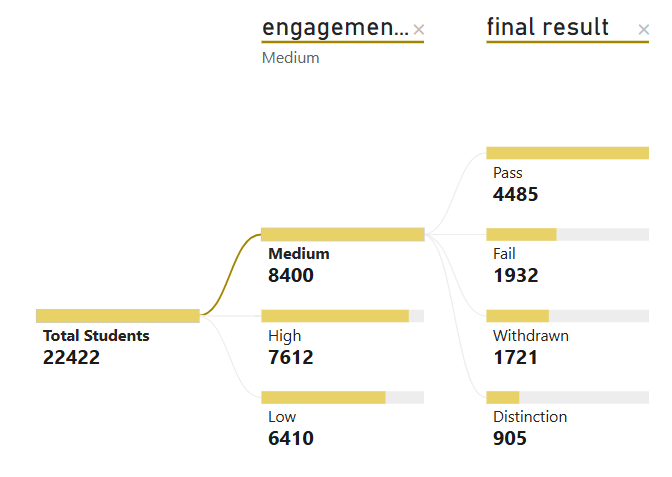 engagemen... ×
Medium
final result ×
Total Students
22422
Medium
8400
High
7612
Low
6410
Pass
4485
Fail
1932
Withdrawn
1721
Distinction
905